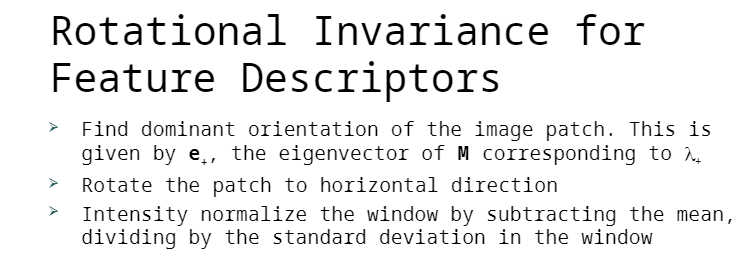 Rotational Invariance for
Feature Descriptors
➢ Find dominant orientation of the image patch. This is
given by e₊, the eigenvector of M corresponding to λ₊
➢ Rotate the patch to horizontal direction
➢ Intensity normalize the window by subtracting the mean,
dividing by the standard deviation in the window